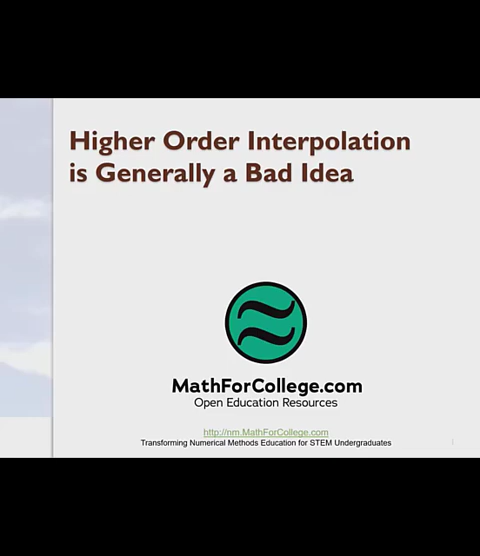 Higher Order Interpolation
is Generally a Bad Idea
MathForCollege.com
Open Education Resources
http://nm.MathForCollege.com
Transforming Numerical Methods Education for STEM Undergraduates
1